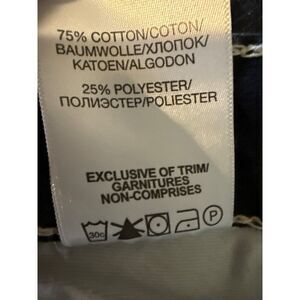 75% COTTON/COTON/
BAUMWOLLE/ХЛОПОК/
KATOEN/ALGODON
25% POLYESTER/
ПОЛИЭСТЕР/POLIESTER
EXCLUSIVE OF TRIM/
GARNITURES
NON-COMPRISES
30c P